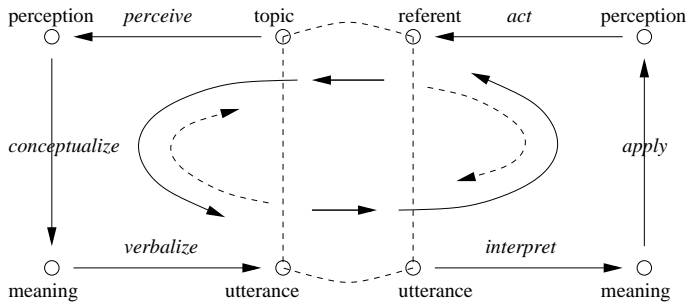 perception perceive topic referent act perception
conceptualize apply
verbalize interpret
meaning utterance utterance meaning